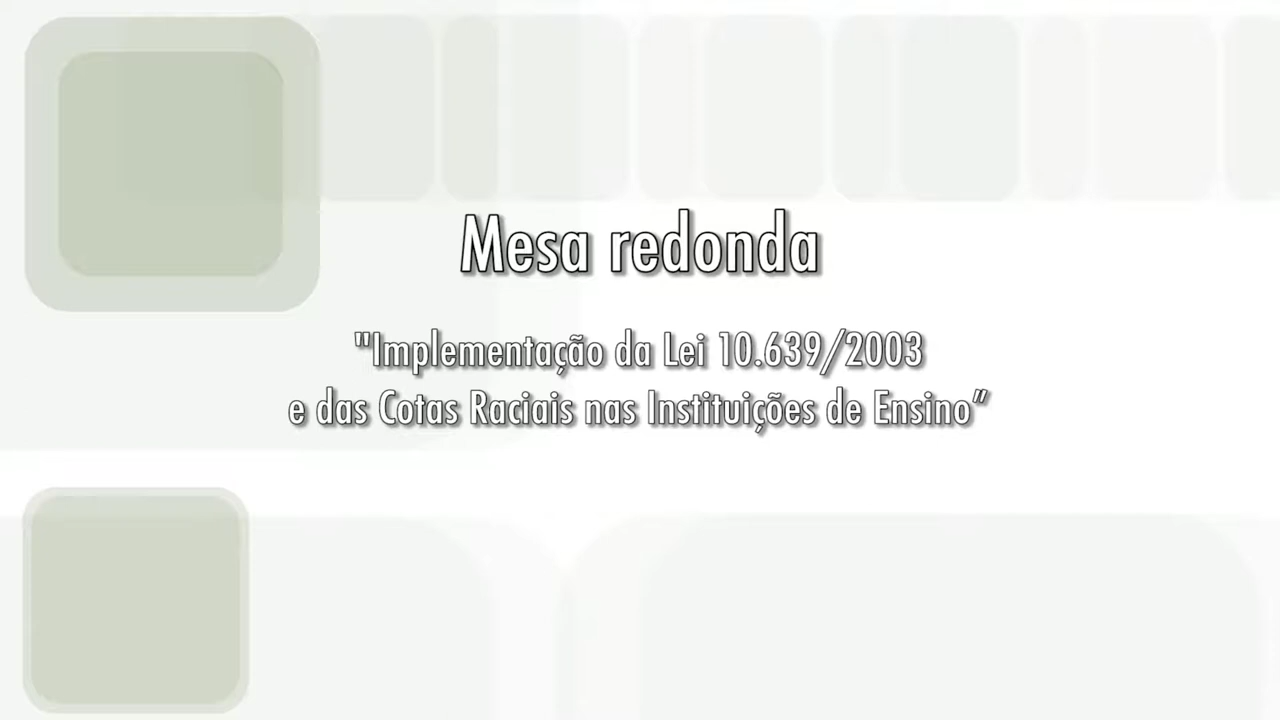 Mesa redonda
"Implementação da Lei 10.639/2003
e das Cotas Raciais nas Instituições de Ensino”